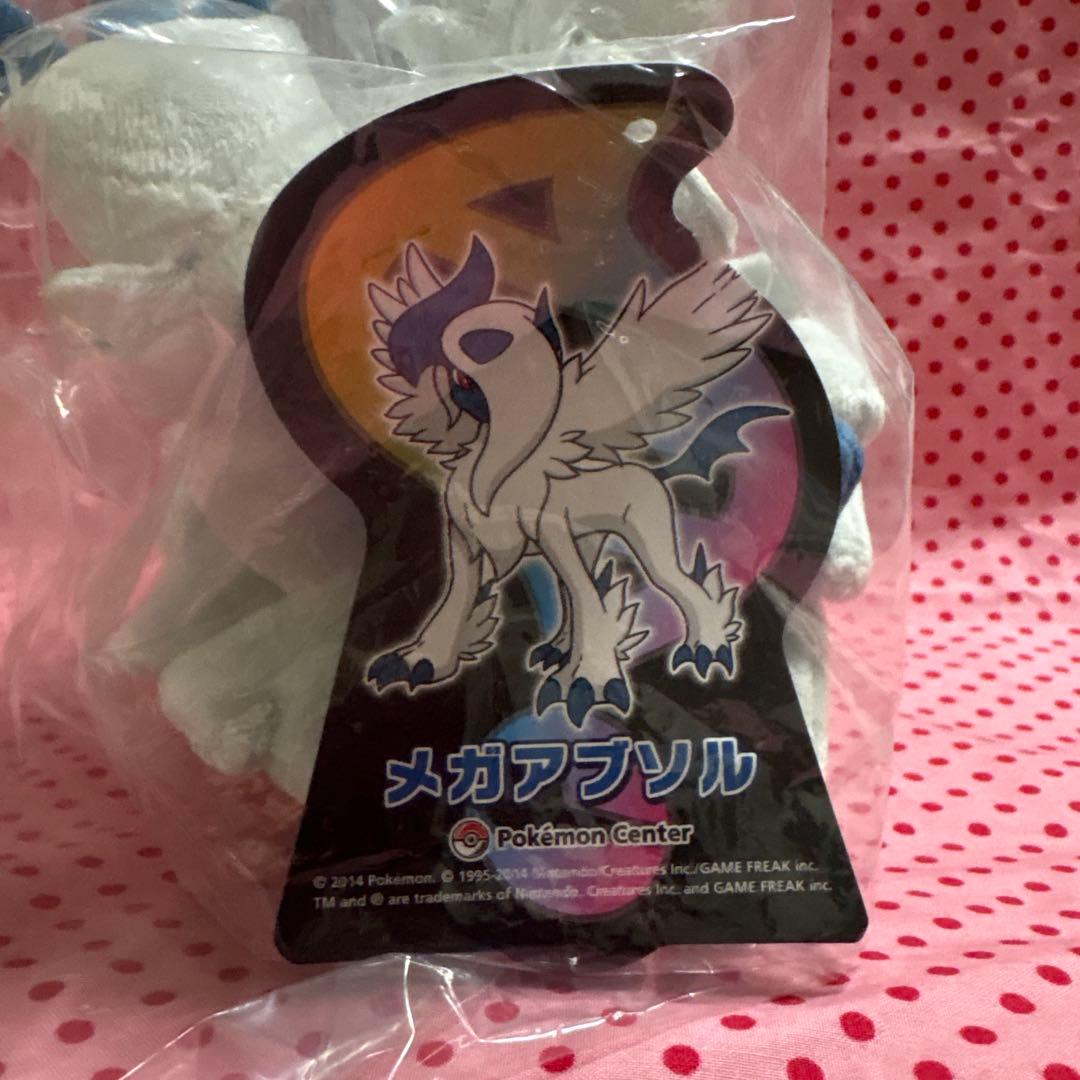 メガアブソル
Pokémon Center
© 2014 Pokémon. © 1995-2014 Nintendo/Creatures Inc./GAME FREAK inc.
TM and ® are trademarks of Nintendo. Creatures Inc. and GAME FREAK inc.